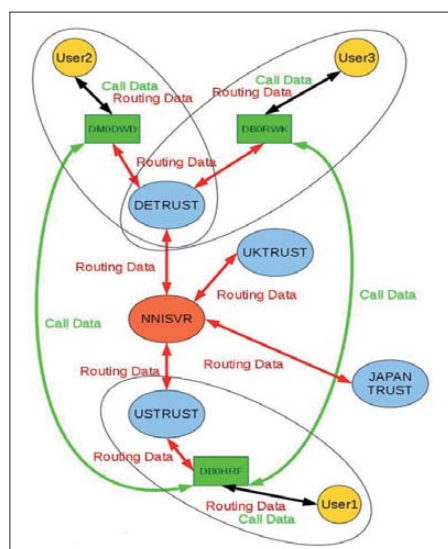 User2
User3
Call Data
Routing Data
Call Data
Routing Data
DM0DWD
DB0RWK
Routing Data
DETRUST
Routing Data
UKTRUST
Routing Data
NNISVR
Call Data
Call Data
Routing Data
Routing Data
JAPAN
TRUST
USTRUST
Routing Data
DB0HRF
Routing Data
Call Data
User1